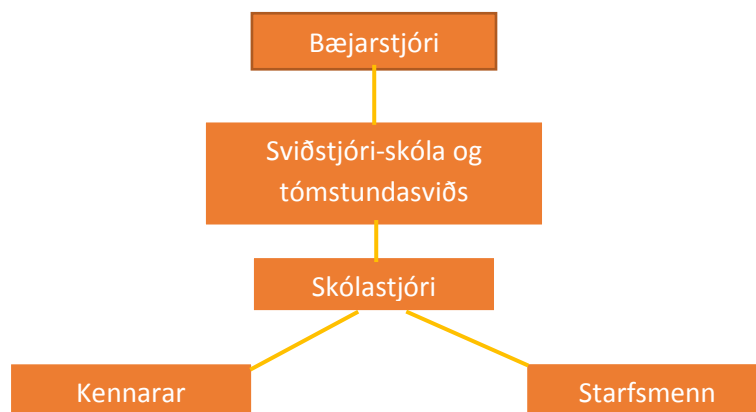 Bæjarstjóri
Sviðstjóri-skóla og
tómstundasviðs
Skólastjóri
Kennarar
Starfsmenn